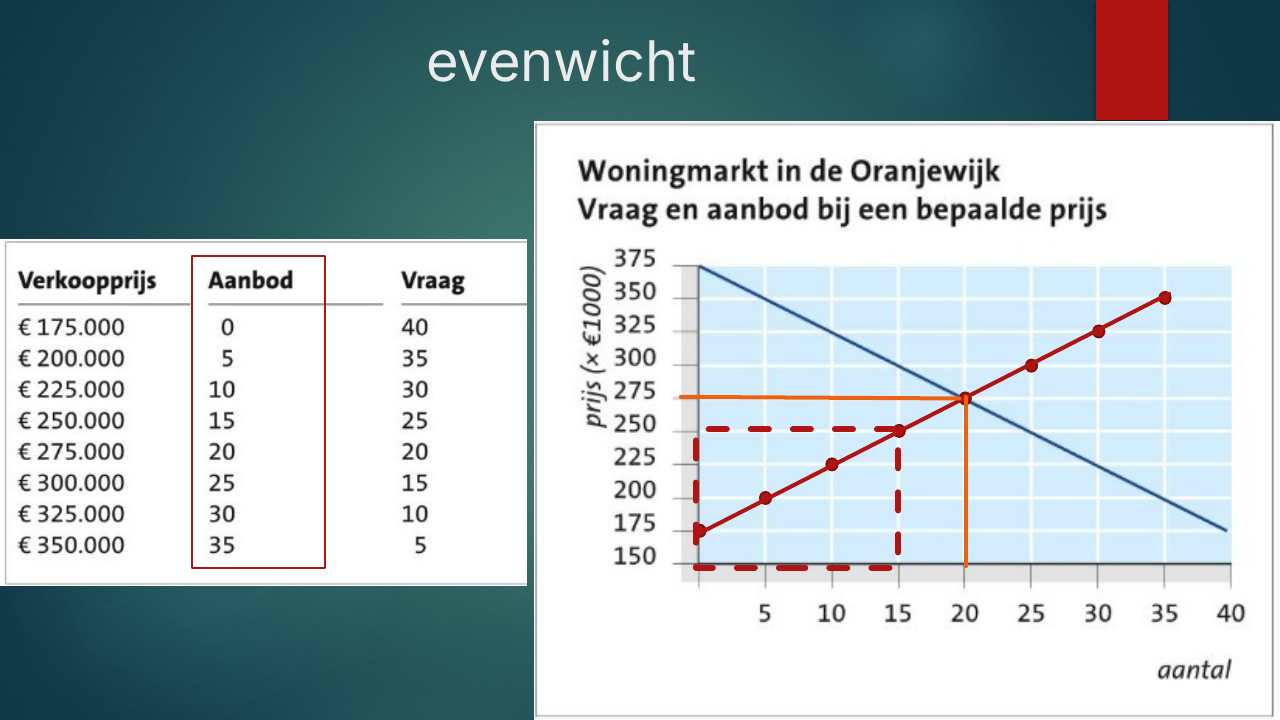 evenwicht
Verkoopprijs Aanbod Vraag
€ 175.000 0 40
€ 200.000 5 35
€ 225.000 10 30
€ 250.000 15 25
€ 275.000 20 20
€ 300.000 25 15
€ 325.000 30 10
€ 350.000 35 5
Woningmarkt in de Oranjewijk
Vraag en aanbod bij een bepaalde prijs
prijs (× €1000)
375
350
325
300
275
250
225
200
175
150
5 10 15 20 25 30 35 40
aantal